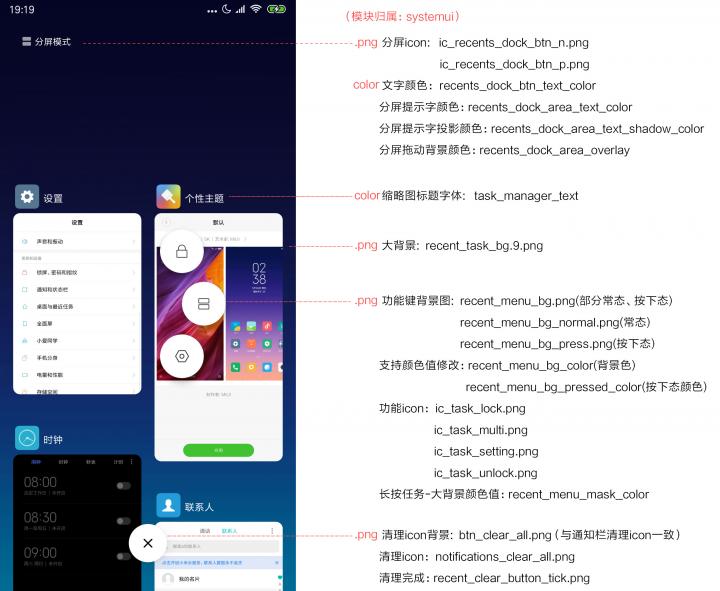 19:19
分屏模式
设置
个性主题
设置
声音和振动
锁屏、密码和指纹
通知和状态栏
桌面与最近任务
全面屏
小爱同学
手机分身
电量和性能
存储空间
默认
02
38
应用
时钟
闹钟 时钟 秒表 计时
08:00
08:30
09:00
联系人
通话 联系人
我的名片
(模块归属: systemui)
.png 分屏icon: ic_recents_dock_btn_n.png
ic_recents_dock_btn_p.png
color 文字颜色: recents_dock_btn_text_color
分屏提示字颜色: recents_dock_area_text_color
分屏提示字投影颜色: recents_dock_area_text_shadow_color
分屏拖动背景颜色: recents_dock_area_overlay
color 缩略图标题字体: task_manager_text
.png 大背景: recent_task_bg.9.png
.png 功能键背景图: recent_menu_bg.png(部分常态、按下态)
recent_menu_bg_normal.png(常态)
recent_menu_bg_press.png(按下态)
支持颜色值修改: recent_menu_bg_color(背景色)
recent_menu_bg_pressed_color(按下态颜色)
功能icon: ic_task_lock.png
ic_task_multi.png
ic_task_setting.png
ic_task_unlock.png
长按任务-大背景颜色值: recent_menu_mask_color
.png 清理icon背景: btn_clear_all.png (与通知栏清理icon一致)
清理icon: notifications_clear_all.png
清理完成: recent_clear_button_tick.png